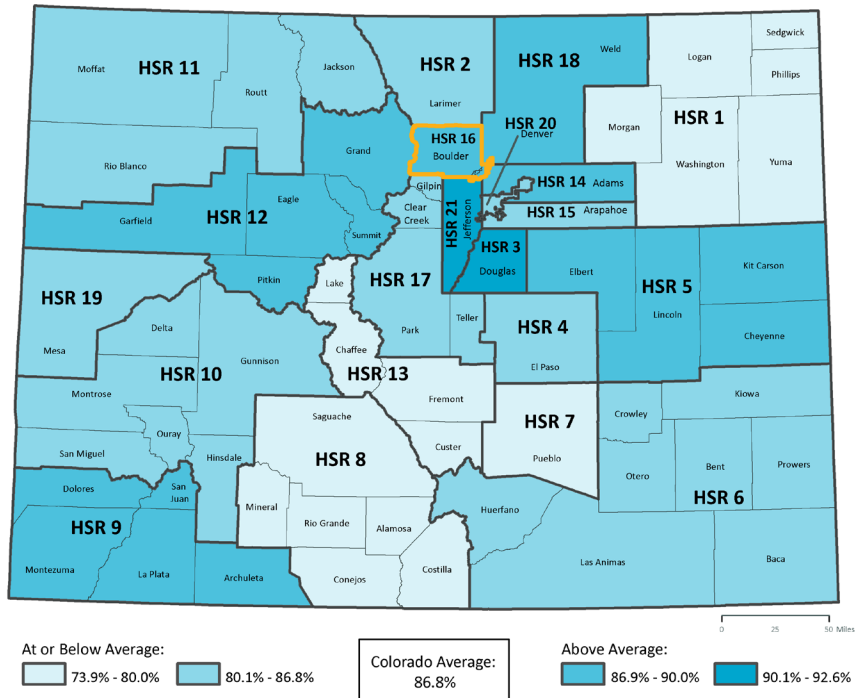 Sedgwick
Weld
Logan
HSR 18
HSR 2
Jackson
HSR 11
Moffat
Phillips
Routt
Larimer
HSR 1
HSR 20
Morgan
Denver
HSR 16
Grand
Boulder
Rio Blanco
Washington
Yuma
Gilpin
HSR 14
Adams
Eagle
Clear
Creek
HSR 15
Arapahoe
Garfield
HSR 12
HSR 21
Jefferson
Summit
HSR 3
Douglas
Elbert
Kit Carson
Pitkin
Lake
HSR 17
HSR 5
HSR 19
Lincoln
Teller
Delta
Park
HSR 4
Cheyenne
Mesa
Chaffee
Gunnison
El Paso
HSR 10
HSR 13
Montrose
Fremont
Kiowa
Saguache
Crowley
HSR 7
Ouray
Custer
San Miguel
Hinsdale
HSR 8
Pueblo
Bent
Prowers
Otero
Dolores
San
Juan
HSR 6
Mineral
Huerfano
Rio Grande
Alamosa
HSR 9
Las Animas
Baca
Montezuma
La Plata
Archuleta
Conejos
Costilla
0 25 50 Miles
At or Below Average:
73.9% - 80.0%
80.1% - 86.8%
Colorado Average:
86.8%
Above Average:
86.9% - 90.0%
90.1% - 92.6%